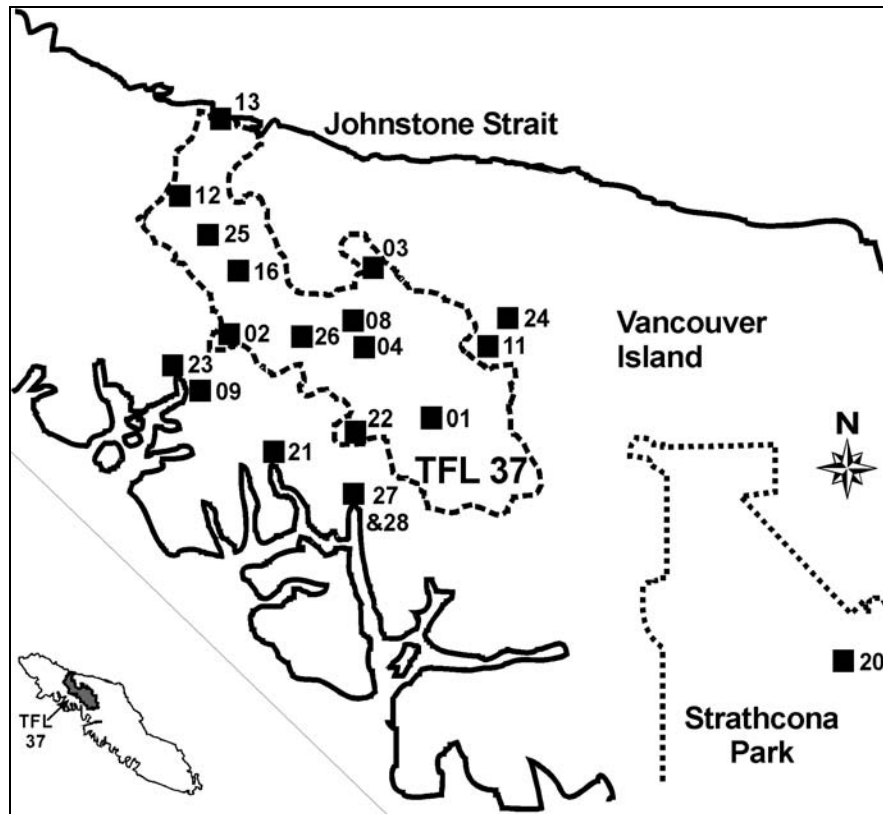 13
Johnstone Strait
12
25
03
16
24
08
Vancouver
Island
02
26
04
11
23
09
22
01
N
21
TFL 37
27
&28
20
TFL
37
Strathcona
Park